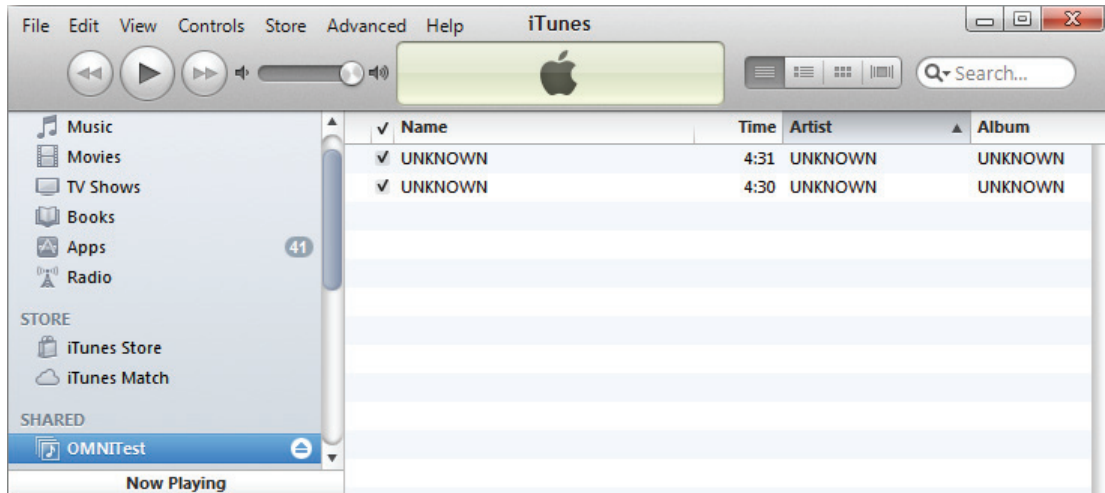 File Edit View Controls Store Advanced Help iTunes
Search...
Music
Movies
TV Shows
Books
Apps 41
Radio
STORE
iTunes Store
iTunes Match
SHARED
OMNITest
Now Playing
✓ Name Time Artist Album
✓ UNKNOWN 4:31 UNKNOWN UNKNOWN
✓ UNKNOWN 4:30 UNKNOWN UNKNOWN